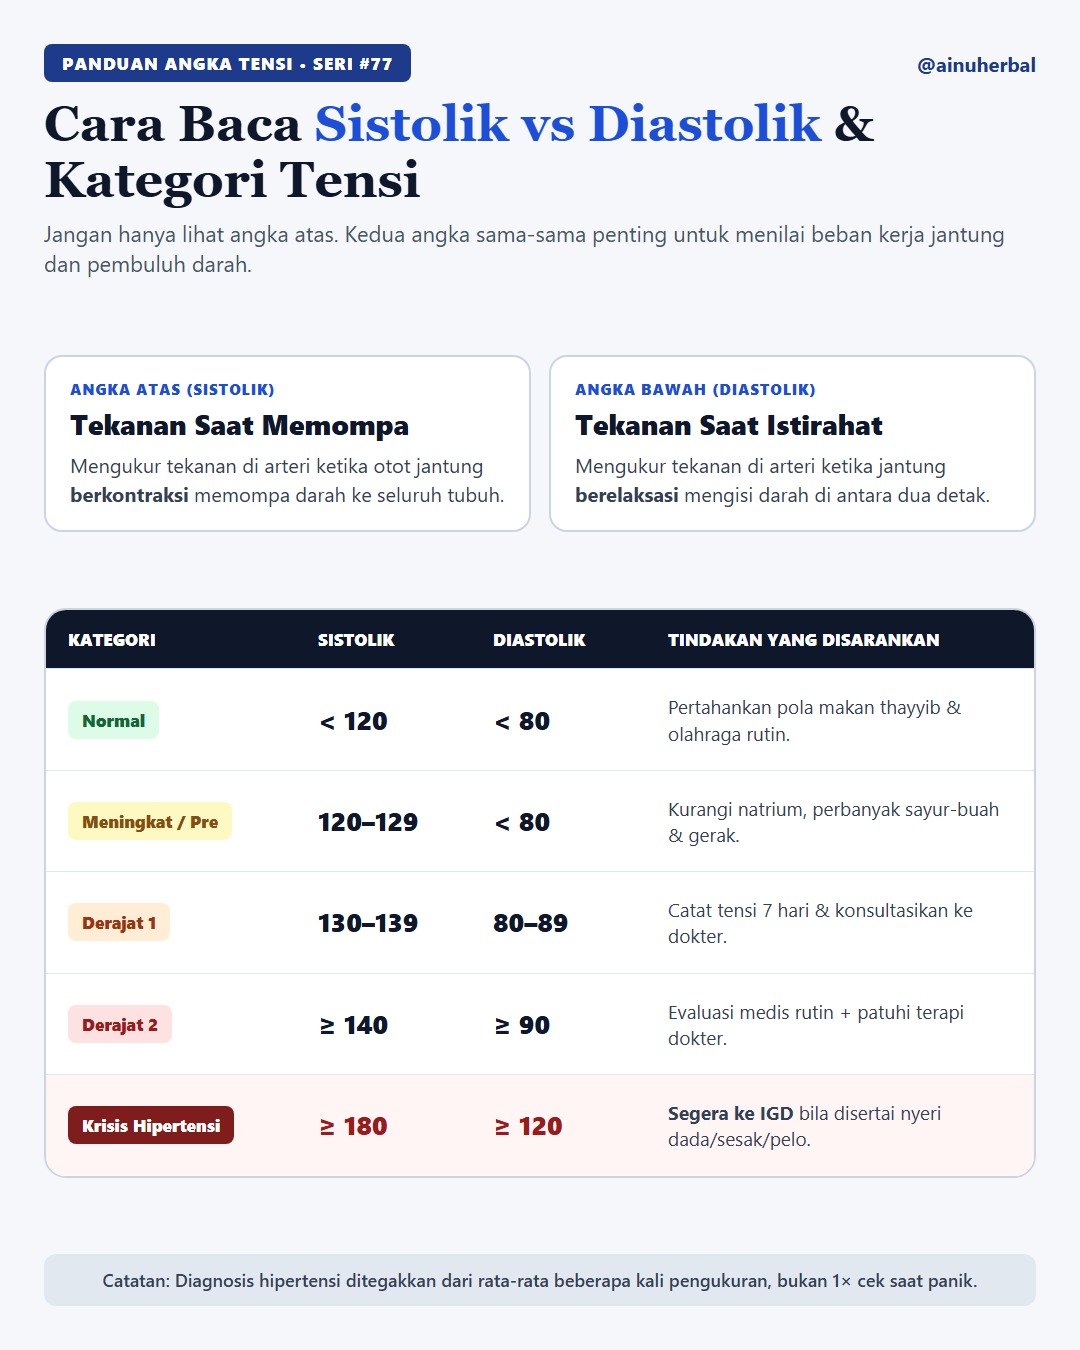 PANDUAN ANGKA TENSI • SERI #77
@ainuherbal
Cara Baca Sistolik vs Diastolik &
Kategori Tensi
Jangan hanya lihat angka atas. Kedua angka sama-sama penting untuk menilai beban kerja jantung
dan pembuluh darah.
ANGKA ATAS (SISTOLIK)
Tekanan Saat Memompa
Mengukur tekanan di arteri ketika otot jantung
berkontraksi memompa darah ke seluruh tubuh.
ANGKA BAWAH (DIASTOLIK)
Tekanan Saat Istirahat
Mengukur tekanan di arteri ketika jantung
berelaksasi mengisi darah di antara dua detak.
KATEGORI SISTOLIK DIASTOLIK TINDAKAN YANG DISARANKAN
Normal < 120 < 80 Pertahankan pola makan thayyib &
olahraga rutin.
Meningkat / Pre 120–129 < 80 Kurangi natrium, perbanyak sayur-buah
& gerak.
Derajat 1 130–139 80–89 Catat tensi 7 hari & konsultasikan ke
dokter.
Derajat 2 ≥ 140 ≥ 90 Evaluasi medis rutin + patuhi terapi
dokter.
Krisis Hipertensi ≥ 180 ≥ 120 Segera ke IGD bila disertai nyeri
dada/sesak/pelo.
Catatan: Diagnosis hipertensi ditegakkan dari rata-rata beberapa kali pengukuran, bukan 1× cek saat panik.